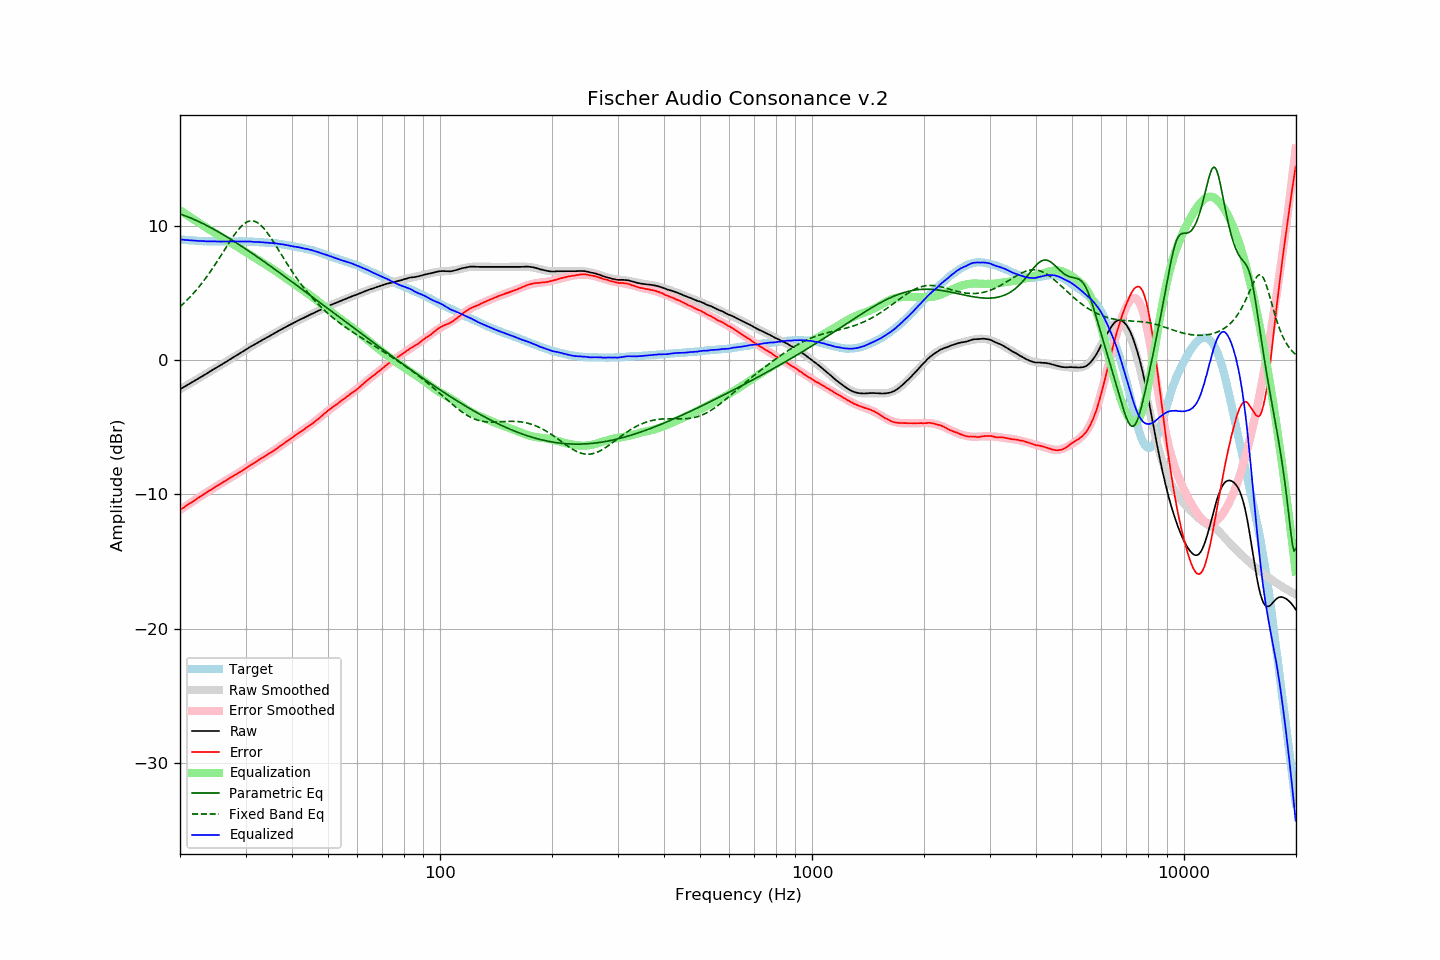 Fischer Audio Consonance v.2
Amplitude (dBr)
10
0
−10
−20
−30
Target
Raw Smoothed
Error Smoothed
Raw
Error
Equalization
Parametric Eq
Fixed Band Eq
Equalized
100
1000
10000
Frequency (Hz)